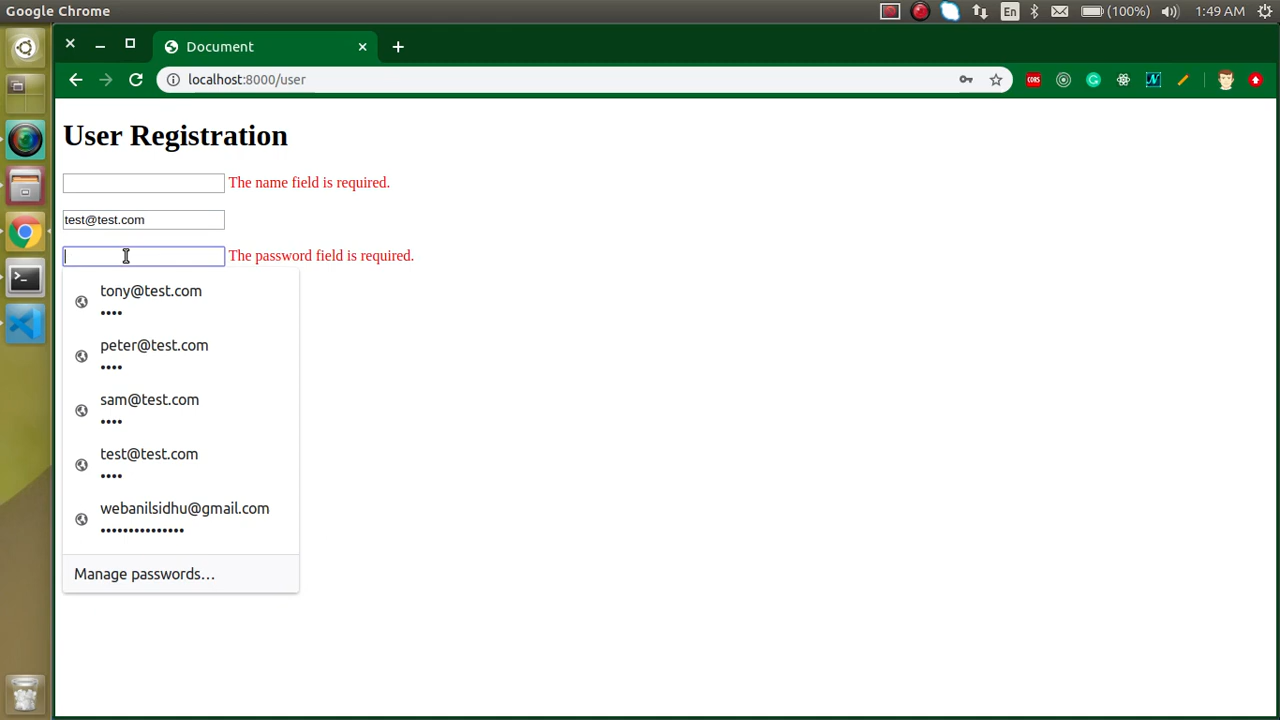 Google Chrome
En
(100%)
1:49 AM
Document
localhost:8000/user
CORS
N
User Registration
The name field is required.
test@test.com
The password field is required.
tony@test.com
••••
peter@test.com
••••
sam@test.com
••••
test@test.com
••••
webanilsidhu@gmail.com
•••••••••••••••
Manage passwords…